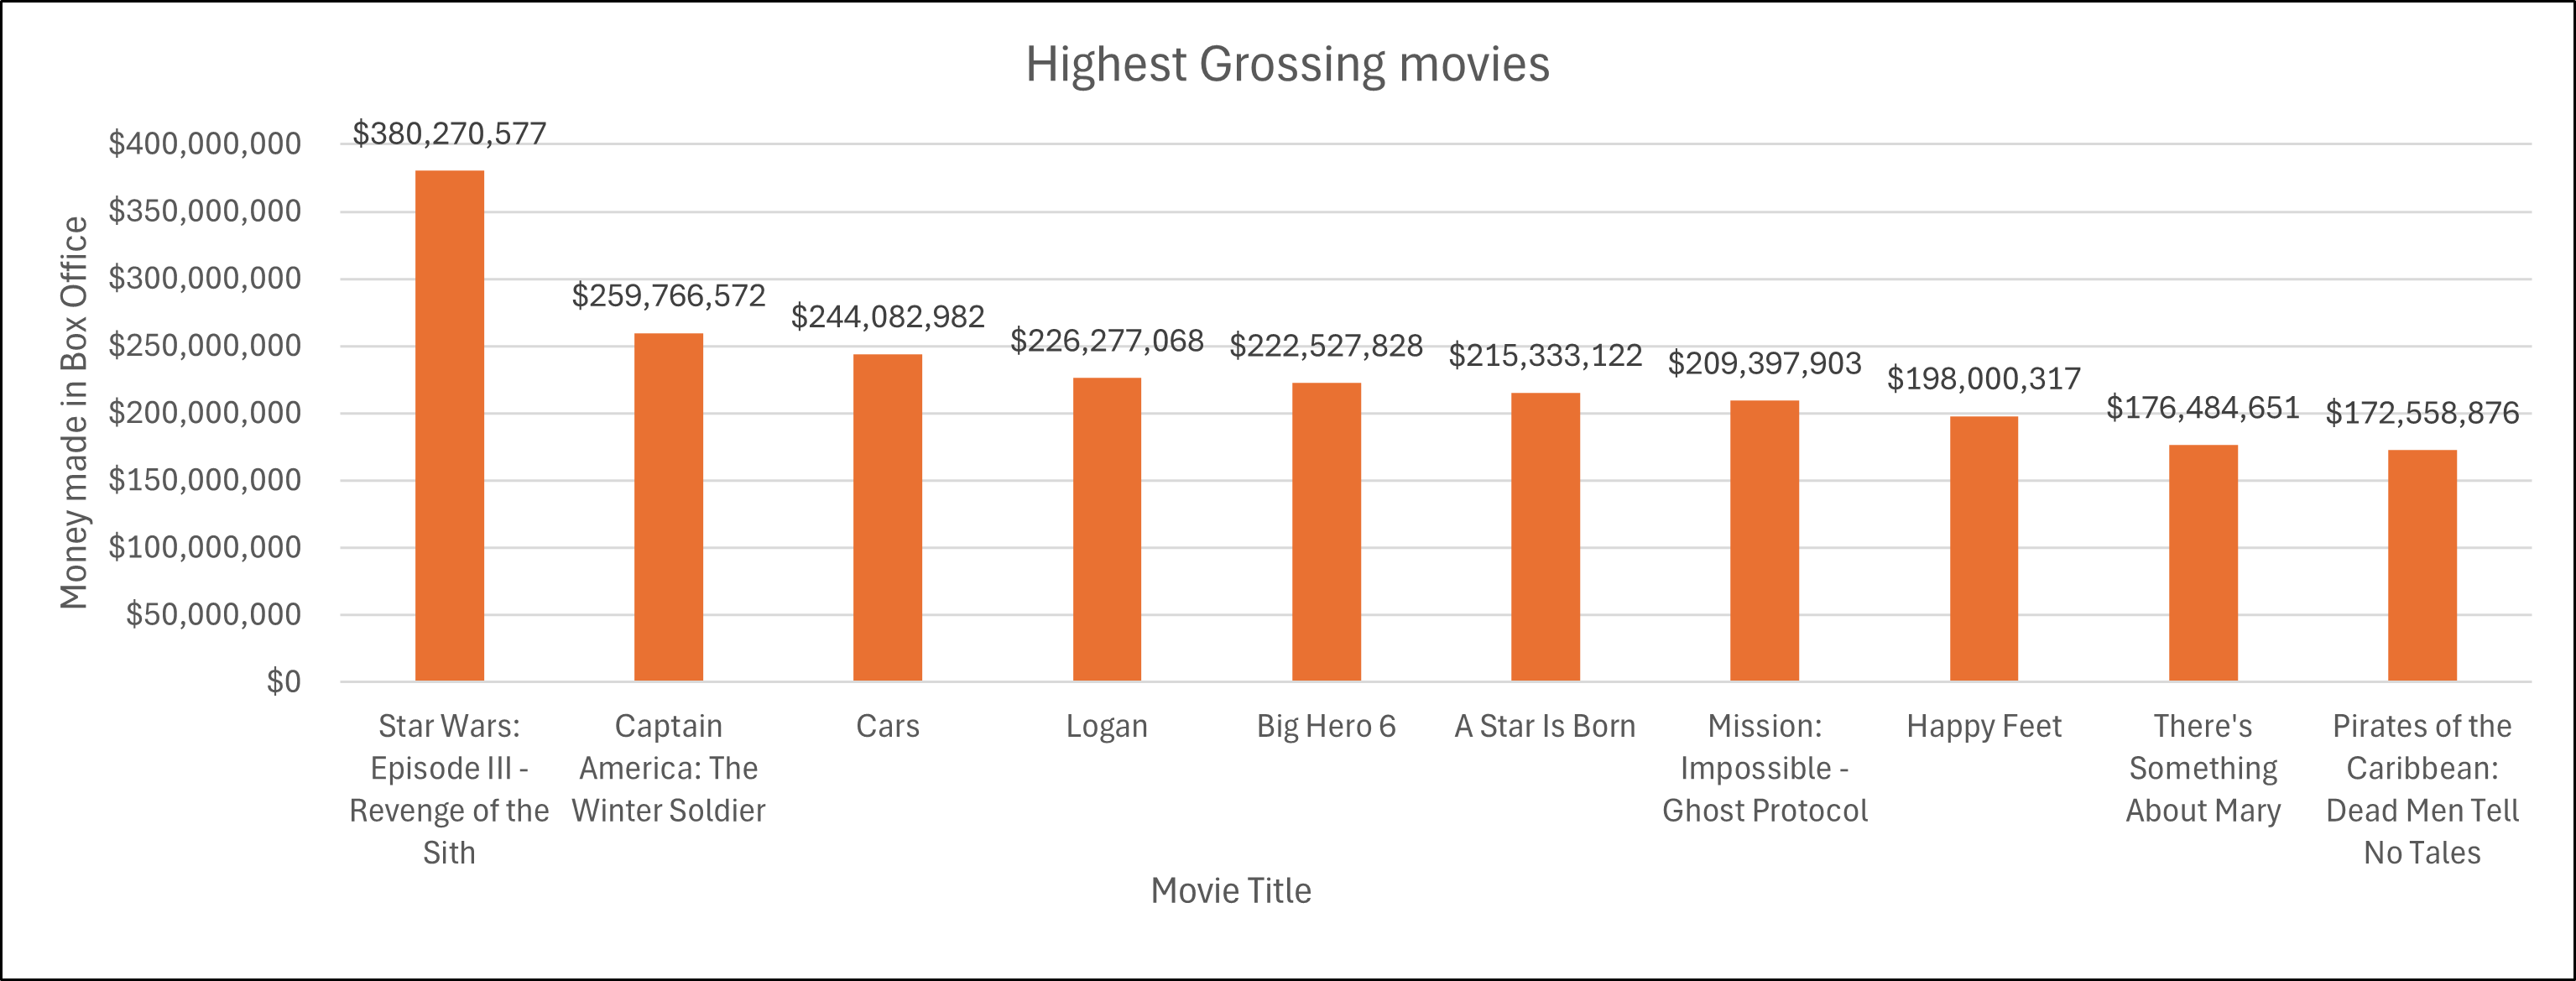 Highest Grossing movies
Money made in Box Office
$400,000,000
$350,000,000
$300,000,000
$250,000,000
$200,000,000
$150,000,000
$100,000,000
$50,000,000
$0
$380,270,577
$259,766,572
$244,082,982
$226,277,068
$222,527,828
$215,333,122
$209,397,903
$198,000,317
$176,484,651
$172,558,876
Star Wars:
Episode III -
Revenge of the
Sith
Captain
America: The
Winter Soldier
Cars
Logan
Big Hero 6
A Star Is Born
Mission:
Impossible -
Ghost Protocol
Happy Feet
There's
Something
About Mary
Pirates of the
Caribbean:
Dead Men Tell
No Tales
Movie Title